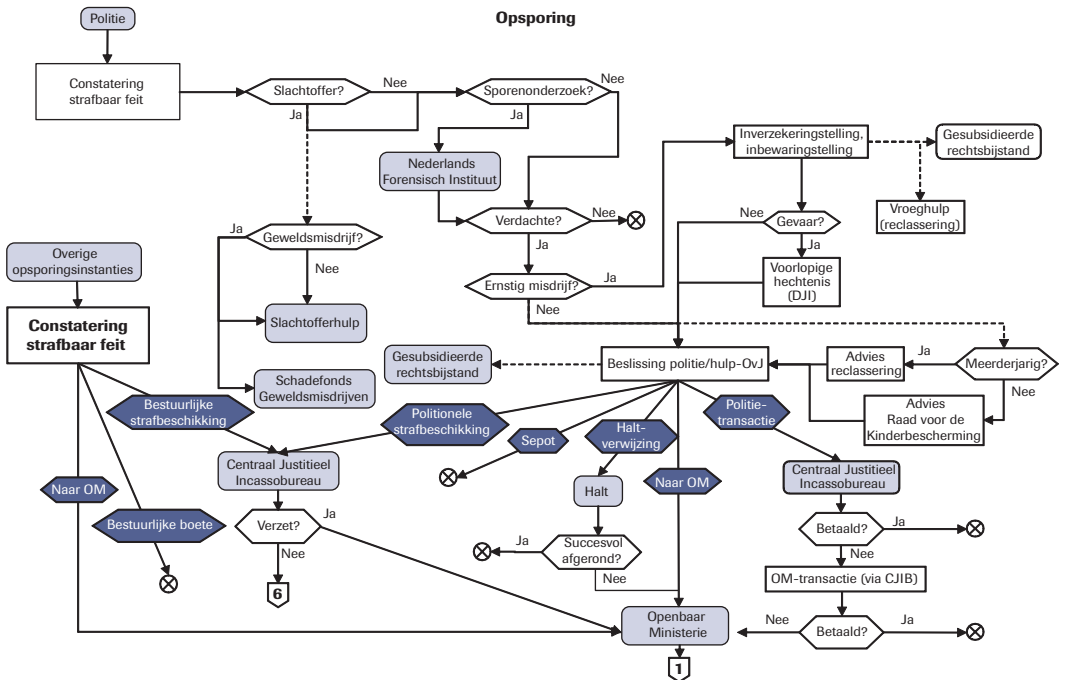 Opsporing
Politie
Constatering
strafbaar feit
Slachtoffer?
Nee
Ja
Sporenonderzoek?
Nee
Ja
Nederlands
Forensisch Instituut
Inverzekeringstelling,
inbewaringstelling
Gesubsidieerde
rechtsbijstand
Vroeghulp
(reclassering)
Verdachte?
Nee
Ja
Nee
Gevaar?
Ja
Voorlopige
hechtenis
(DJI)
Ja
Geweldsmisdrijf?
Nee
Ernstig misdrijf?
Ja
Nee
Overige
opsporingsinstanties
Constatering
strafbaar feit
Slachtofferhulp
Schadefonds
Geweldsmisdrijven
Gesubsidieerde
rechtsbijstand
Beslissing politie/hulp-OvJ
Advies
reclassering
Ja
Meerderjarig?
Nee
Advies
Raad voor de
Kinderbescherming
Bestuurlijke
strafbeschikking
Politionele
strafbeschikking
Sepot
Halt-
verwijzing
Politie-
transactie
Centraal Justitieel
Incassobureau
Naar OM
Bestuurlijke boete
Verzet?
Ja
Nee
6
Halt
Naar OM
Ja
Succesvol
afgerond?
Nee
Centraal Justitieel
Incassobureau
Betaald?
Ja
Nee
OM-transactie (via CJIB)
Openbaar
Ministerie
Nee
Betaald?
Ja
1